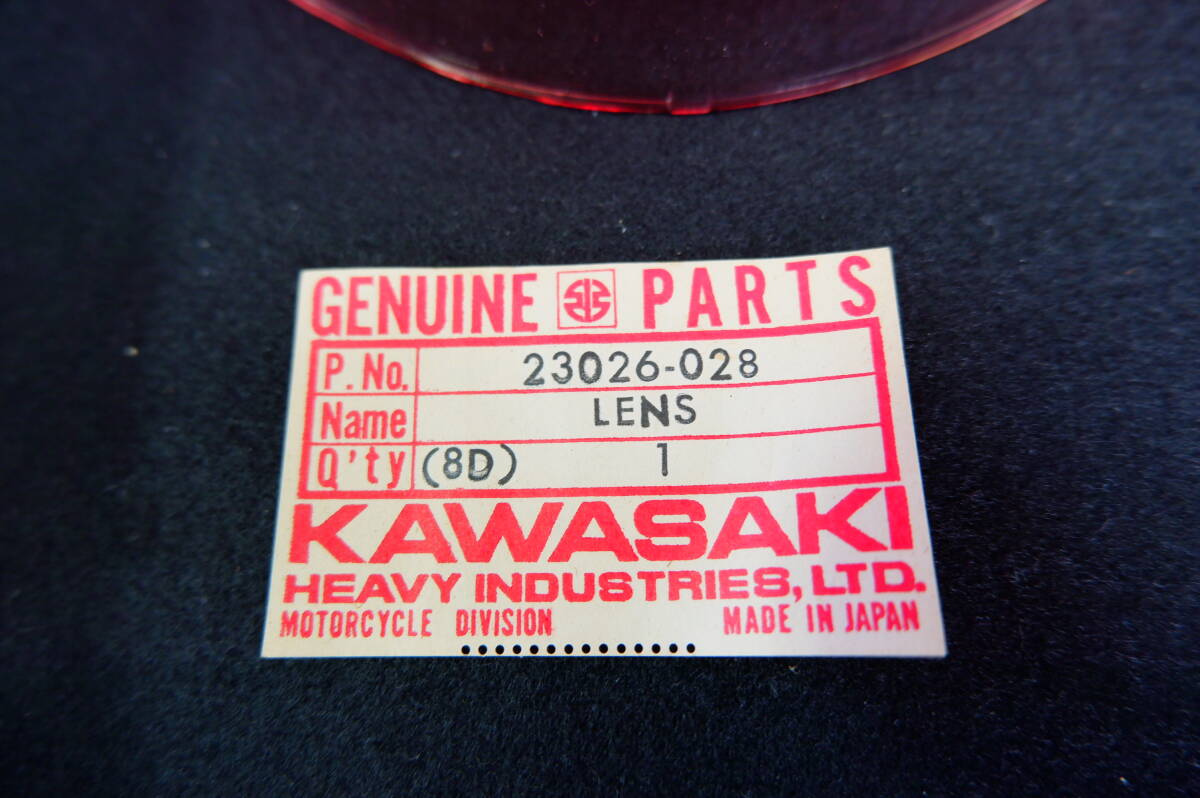 GENUINE PARTS
P. No. 23026-028
Name LENS
Q'ty (8D) 1
KAWASAKI
HEAVY INDUSTRIES, LTD.
MOTORCYCLE DIVISION MADE IN JAPAN